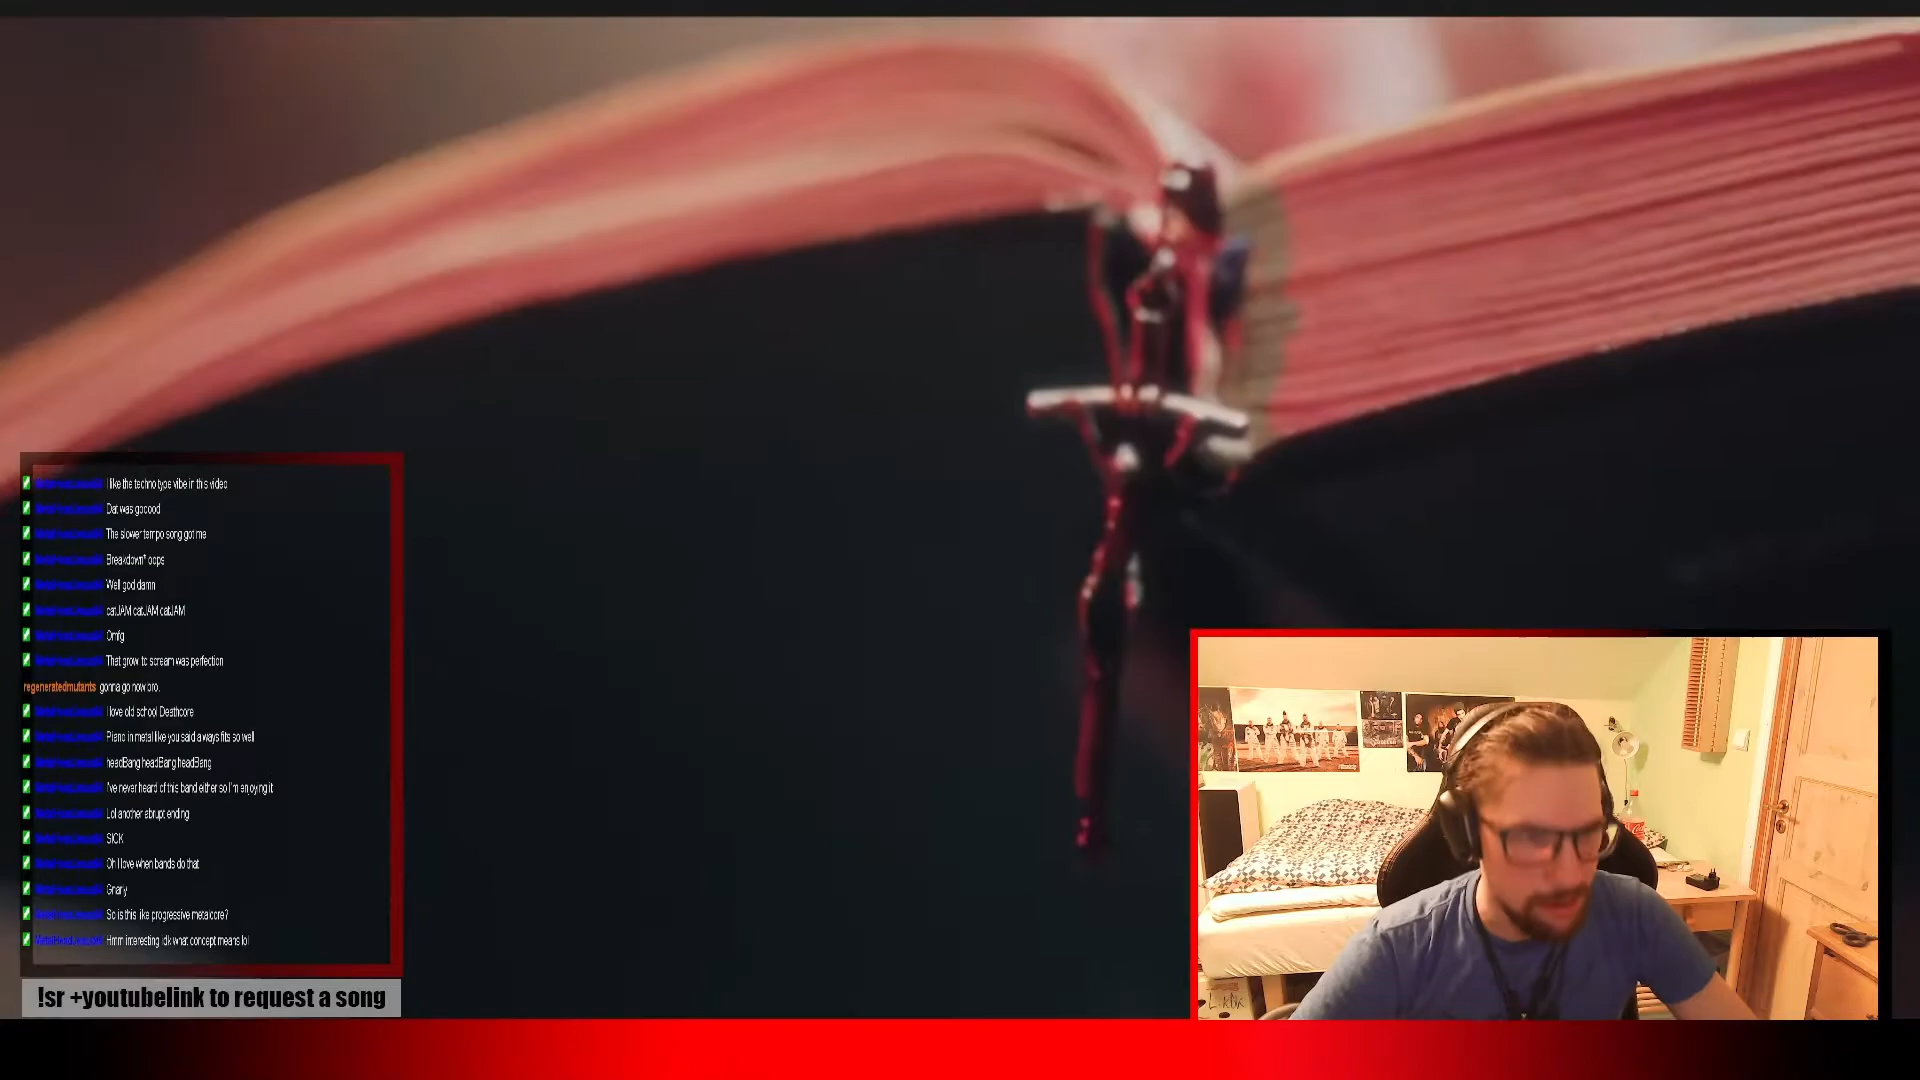 I like the techno type vibe in this video
Dat was gooood
The slower tempo song got me
Breakdown* oops
Well god damn
catJAM catJAM catJAM
Omfg
That growl to scream was perfection
regeneratedmutants gonna go now bro.
I love old school Deathcore
Piano in metal like you said always fits so well
headBang headBang headBang
I've never heard of this band either so I'm enjoying it
Lol another abrupt ending
SICK
Oh I love when bands do that
Gnarly
So is this like progressive metalcore?
Hmm interesting idk what concept means lol
!sr +youtubelink to request a song